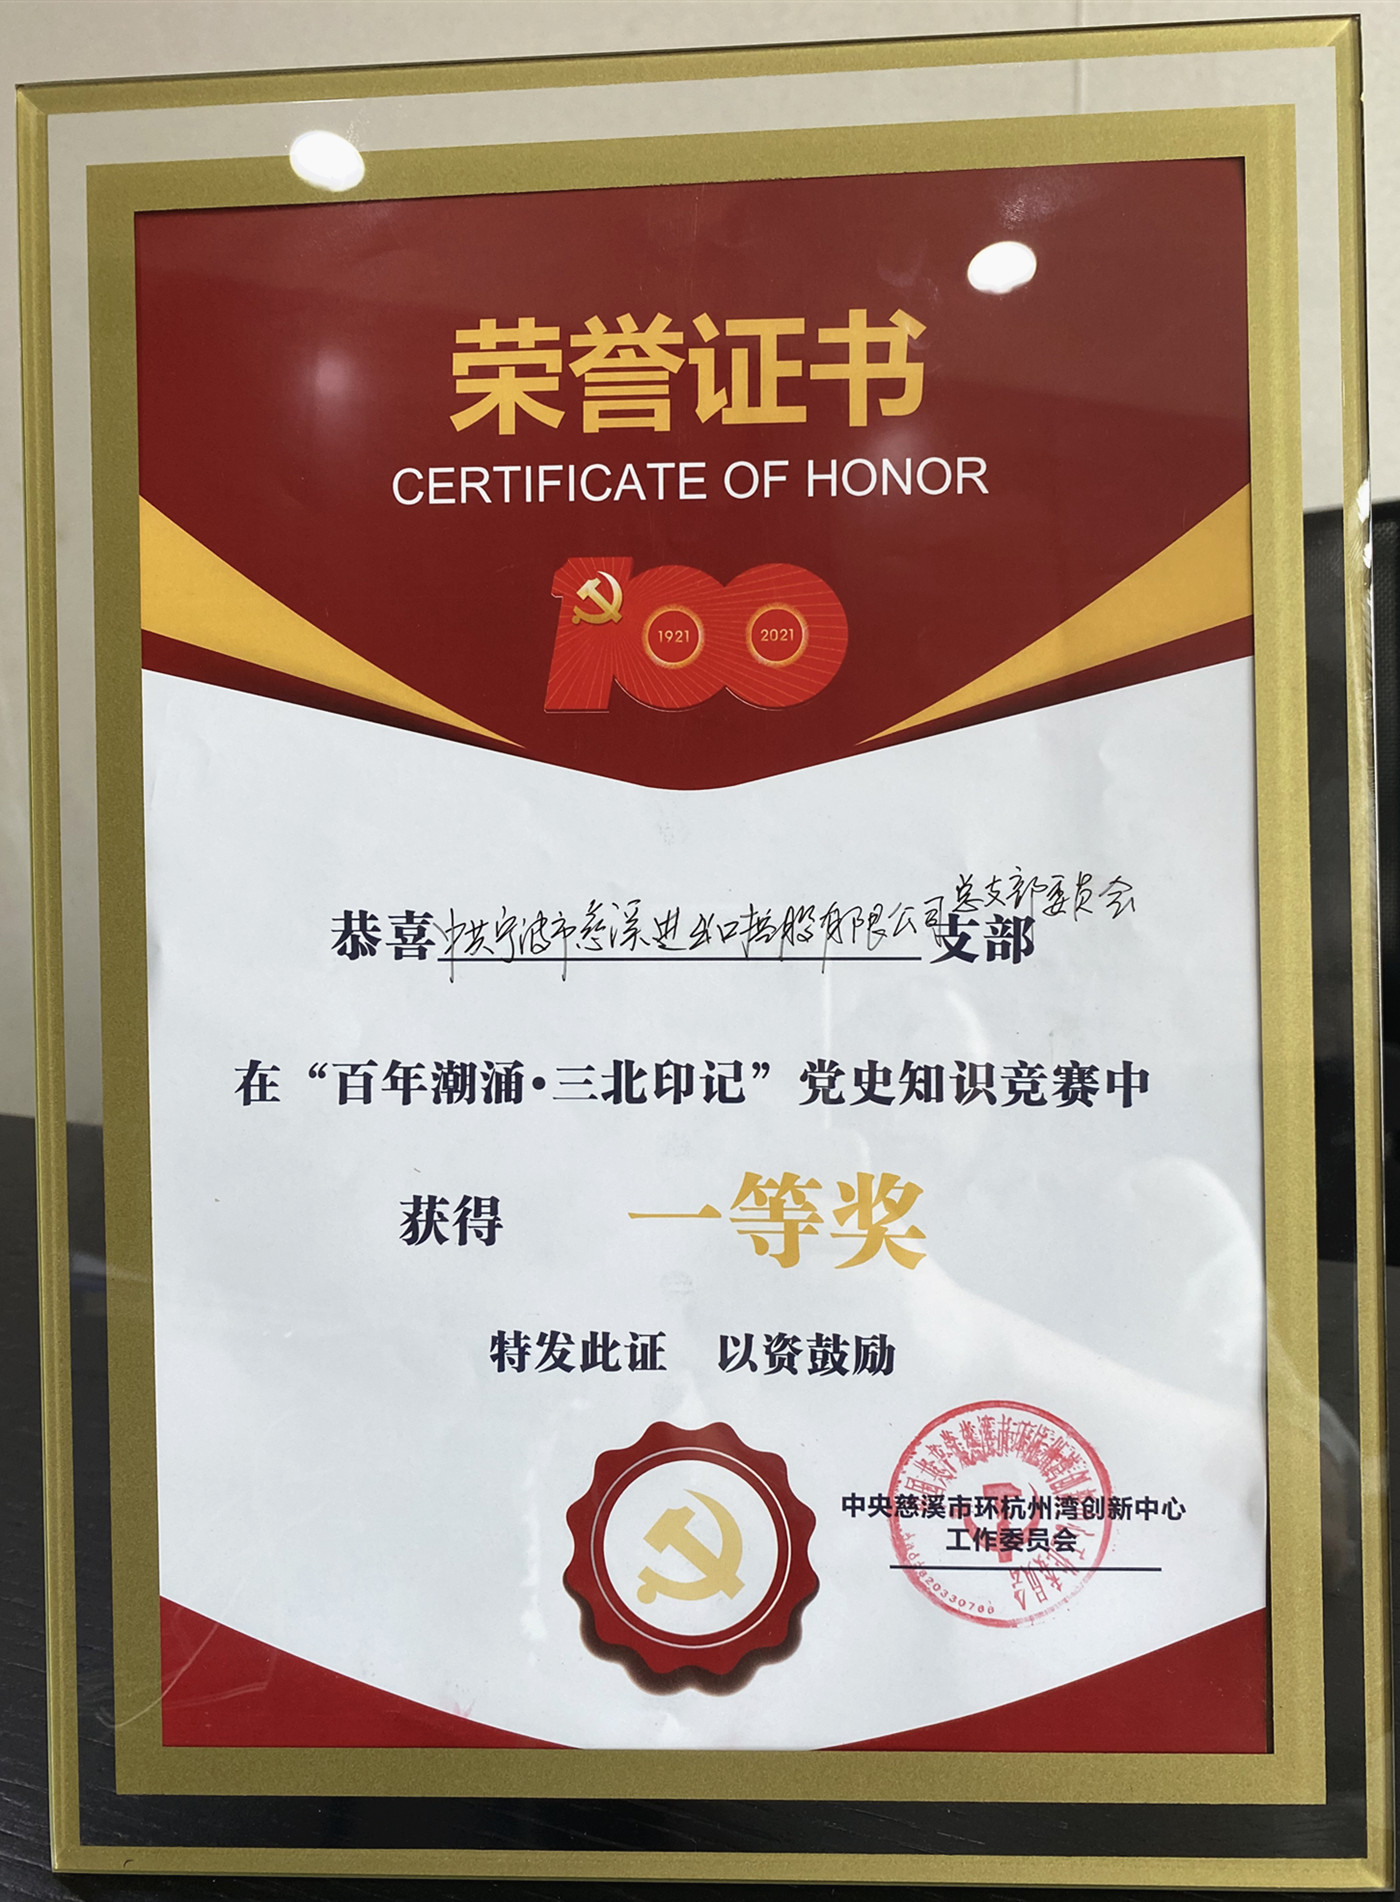 荣誉证书
CERTIFICATE OF HONOR
100
1921 2021
恭喜中共宁波市慈溪进出口控股有限公司支部
总支部委员会
在“百年潮涌·三北印记”党史知识竞赛中
获得 一等奖
特发此证 以资鼓励
中央慈溪市环杭州湾创新中心
工作委员会